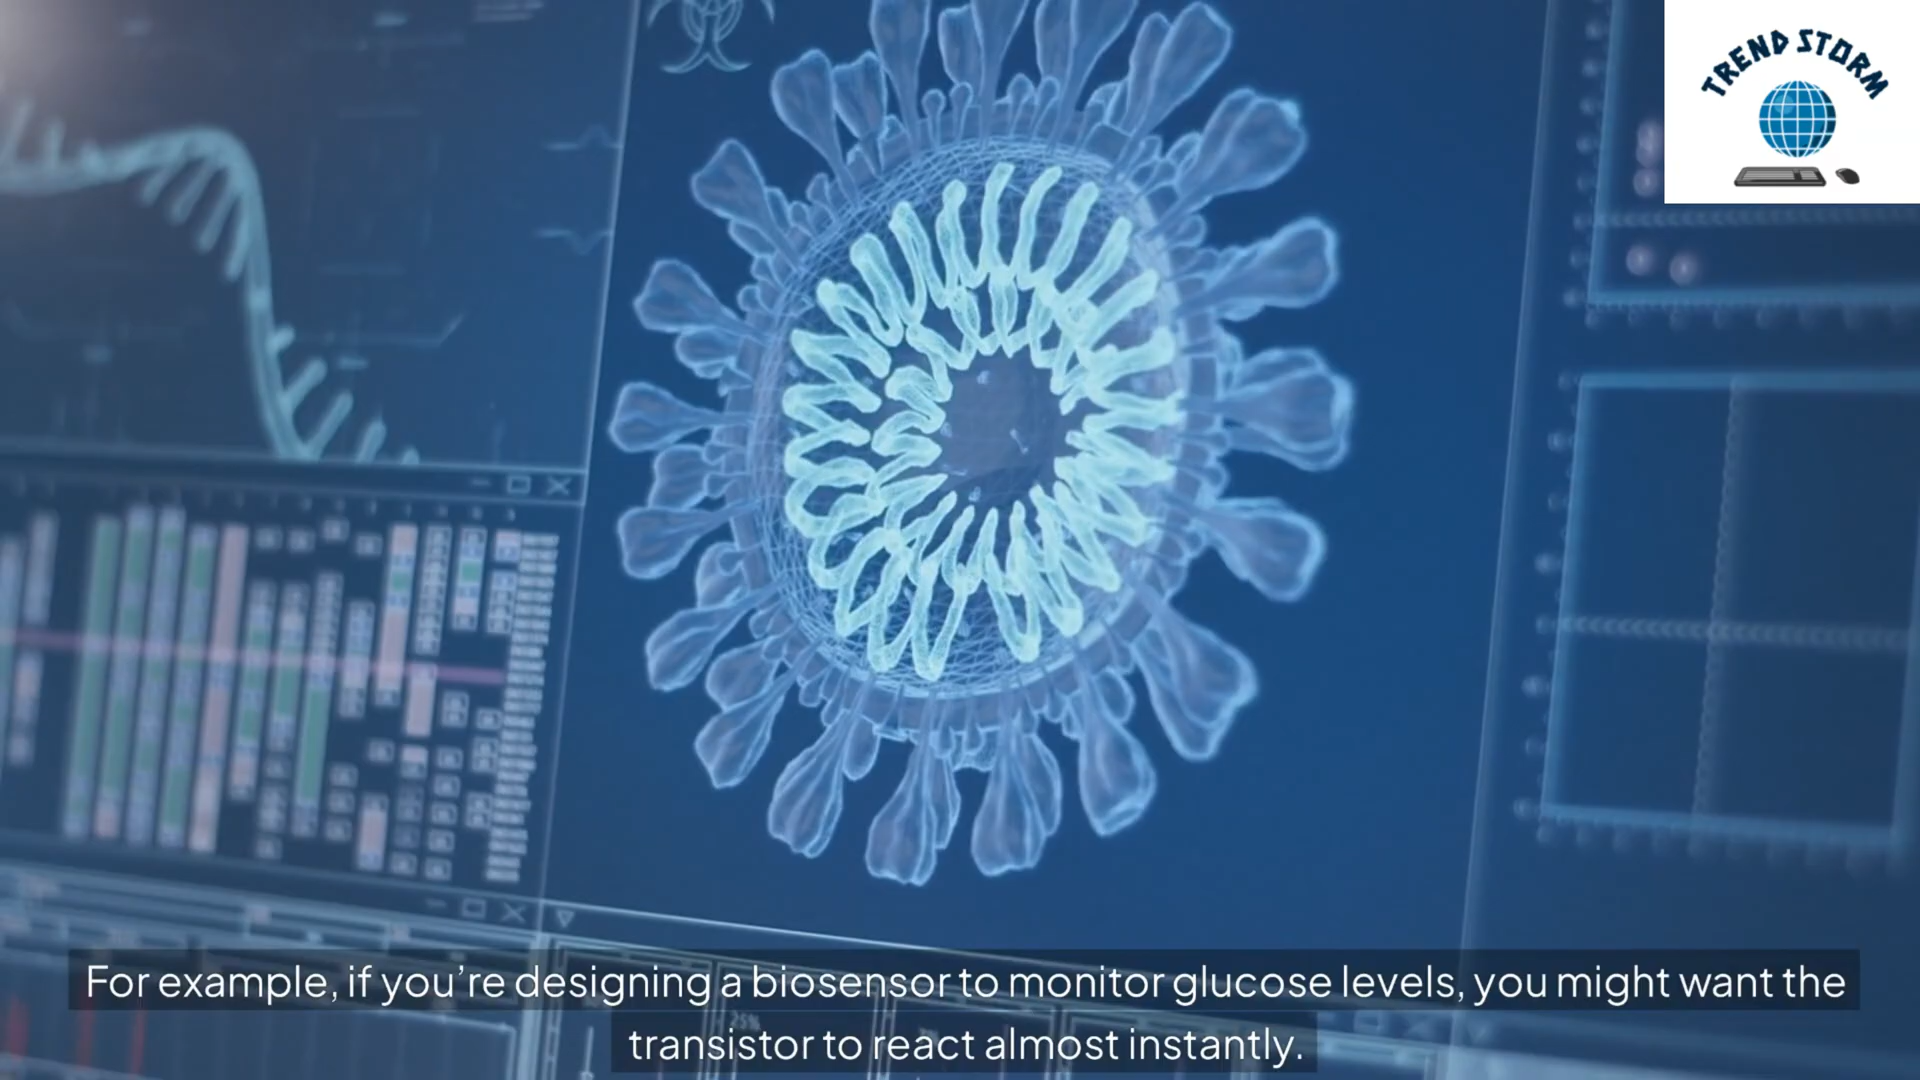 TREND STORM
25%
For example, if you’re designing a biosensor to monitor glucose levels, you might want the
transistor to react almost instantly.